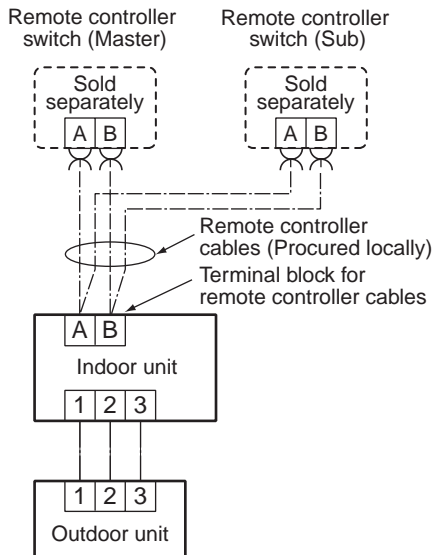 Remote controller
switch (Master)
Remote controller
switch (Sub)
Sold
separately
A B
Sold
separately
A B
Remote controller
cables (Procured locally)
Terminal block for
remote controller cables
A B
Indoor unit
1 2 3
1 2 3
Outdoor unit